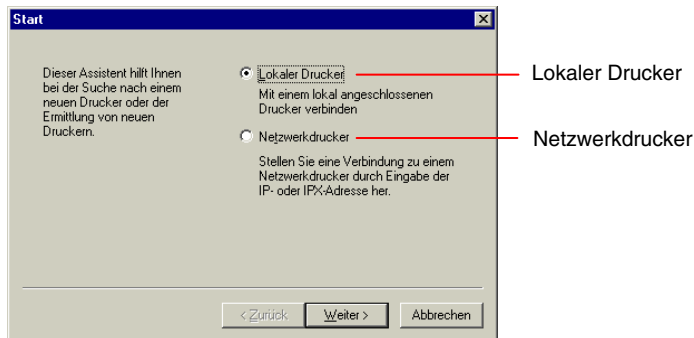 Start
Dieser Assistent hilft Ihnen
bei der Suche nach einem
neuen Drucker oder der
Ermittlung von neuen
Druckern.
Lokaler Drucker
Mit einem lokal angeschlossenen
Drucker verbinden
Netzwerkdrucker
Stellen Sie eine Verbindung zu einem
Netzwerkdrucker durch Eingabe der
IP- oder IPX-Adresse her.
< Zurück
Weiter >
Abbrechen
Lokaler Drucker
Netzwerkdrucker